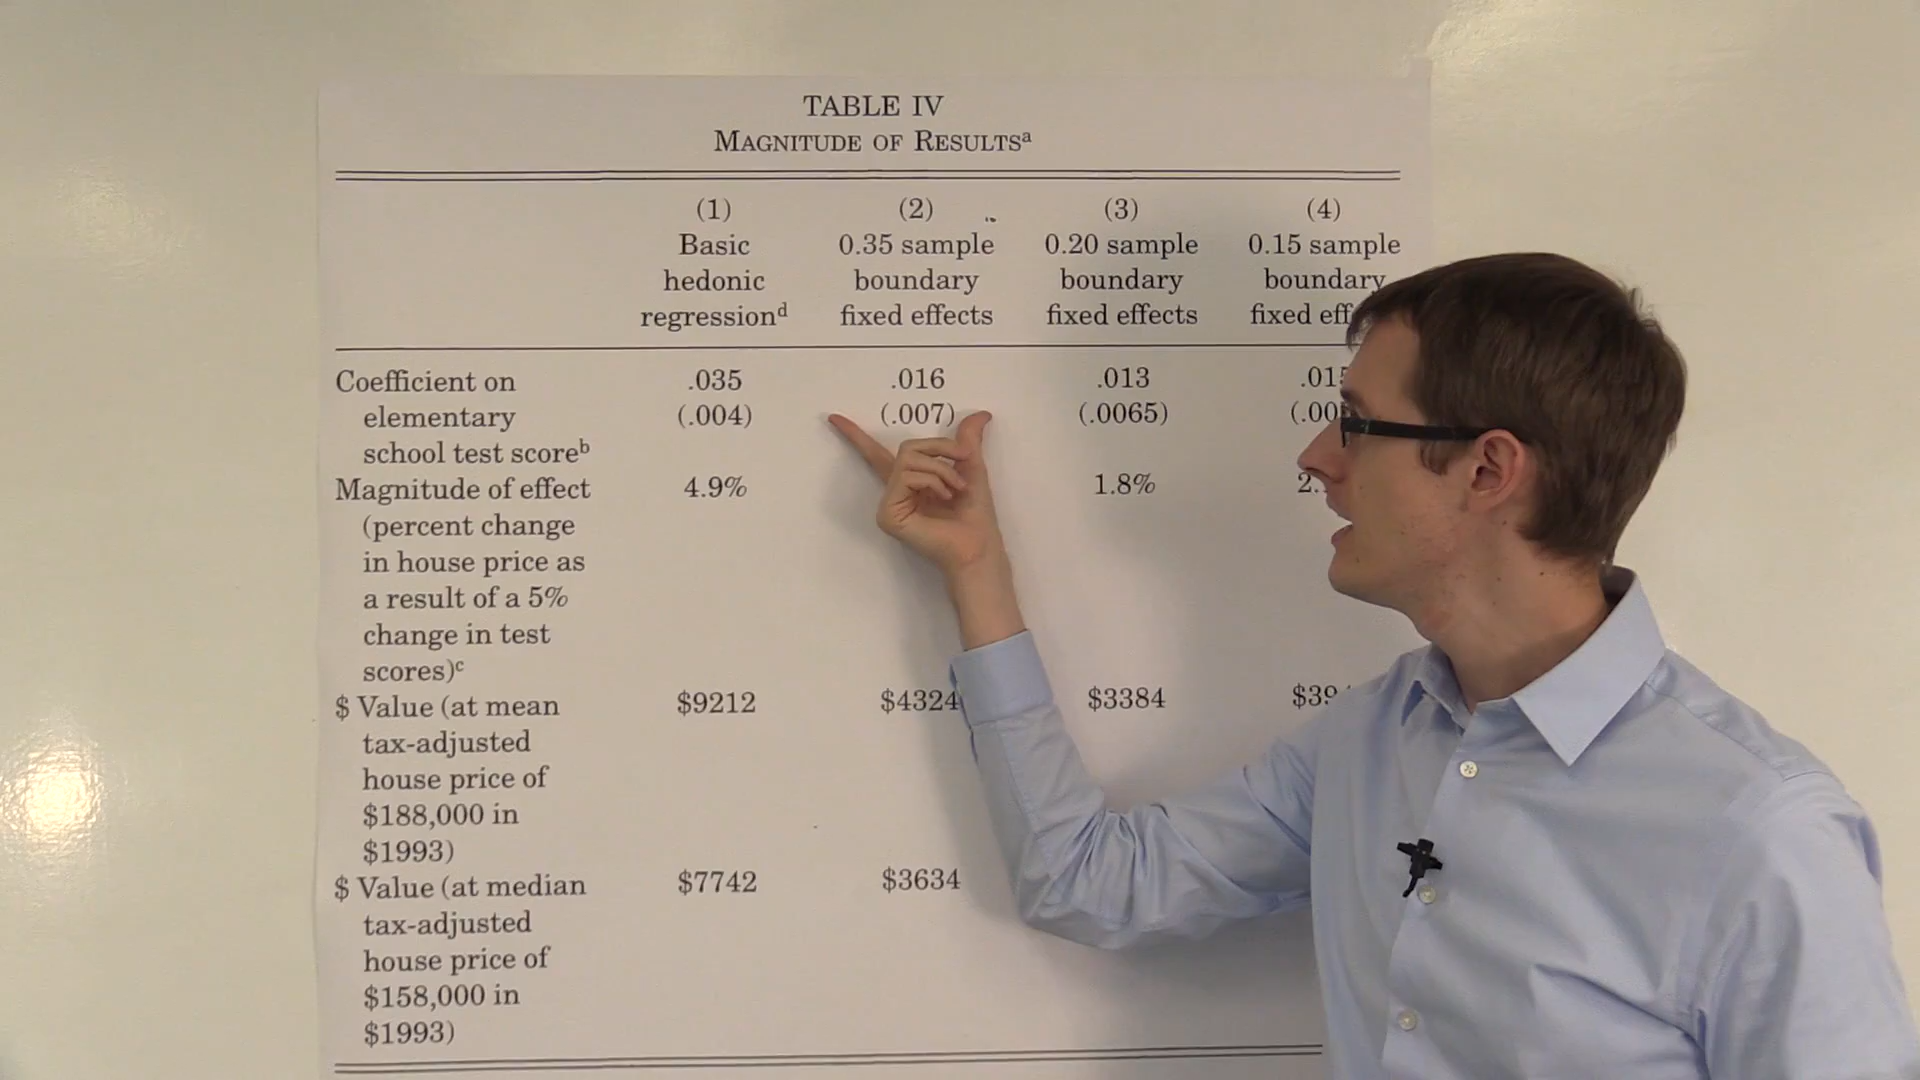 TABLE IV
MAGNITUDE OF RESULTSa
(1) (2) (3) (4)
Basic 0.35 sample 0.20 sample 0.15 sample
hedonic boundary boundary boundary
regressiond fixed effects fixed effects fixed
Coefficient on .035 .016 .013
elementary (.004) (.007) (.0065)
school test scoreb
Magnitude of effect 4.9% 1.8%
(percent change
in house price as
a result of a 5%
change in test
scores)c
$ Value (at mean $9212 $4324 $3384
tax-adjusted
house price of
$188,000 in
$1993)
$ Value (at median $7742 $3634
tax-adjusted
house price of
$158,000 in
$1993)